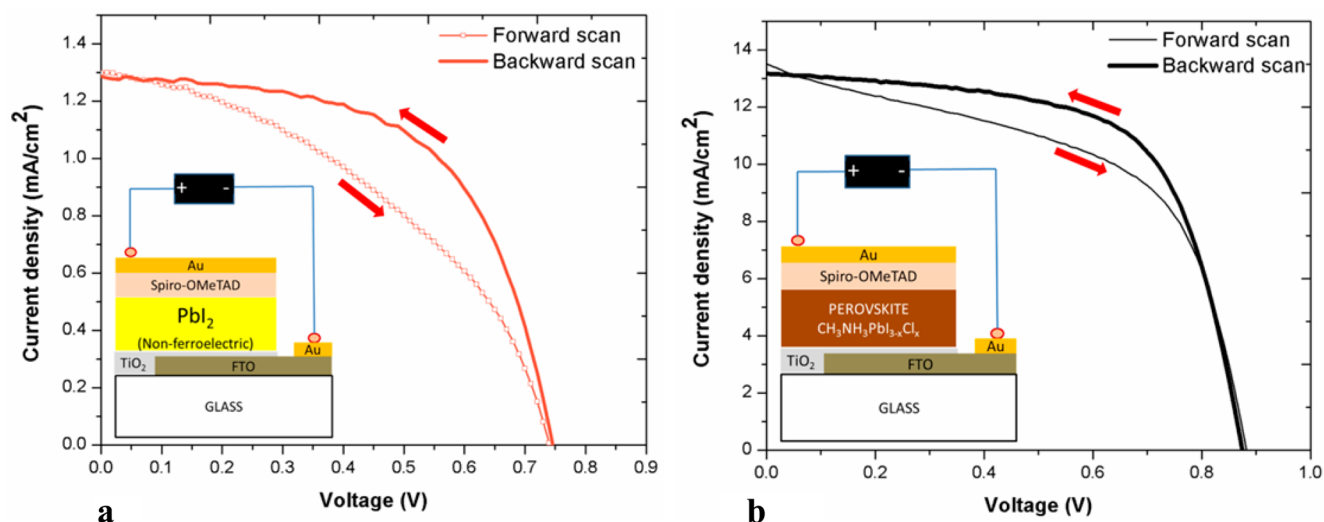 Forward scan
Backward scan
Current density (mA/cm²)
1.4
1.2
1.0
0.8
0.6
0.4
0.2
0.0
+ -
Au
Spiro-OMeTAD
PbI₂
(Non-ferroelectric)
Au
TiO₂
FTO
GLASS
0.0 0.1 0.2 0.3 0.4 0.5 0.6 0.7 0.8 0.9
Voltage (V)
a
Forward scan
Backward scan
Current density (mA/cm²)
14
12
10
8
6
4
2
0
+ -
Au
Spiro-OMeTAD
PEROVSKITE
CH₃NH₃PbI₃₋ₓClₓ
Au
TiO₂
FTO
GLASS
0.0 0.2 0.4 0.6 0.8 1.0
Voltage (V)
b